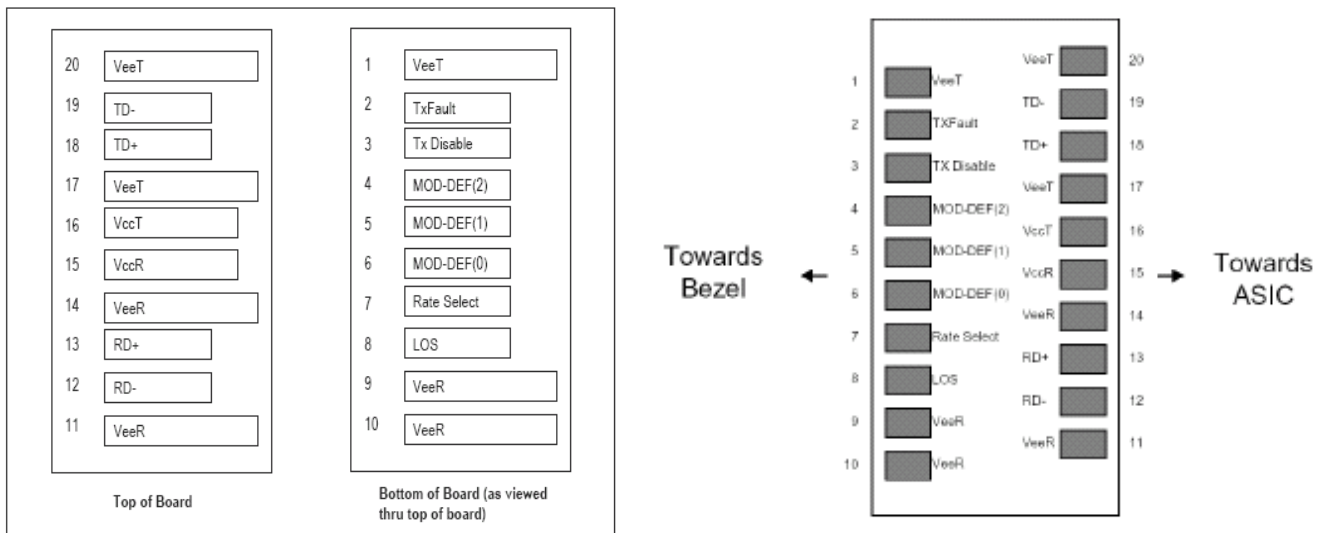 20 VeeT
19 TD-
18 TD+
17 VeeT
16 VccT
15 VccR
14 VeeR
13 RD+
12 RD-
11 VeeR
Top of Board
1 VeeT
2 TxFault
3 Tx Disable
4 MOD-DEF(2)
5 MOD-DEF(1)
6 MOD-DEF(0)
7 Rate Select
8 LOS
9 VeeR
10 VeeR
Bottom of Board (as viewed
thru top of board)
Towards
Bezel
1 VeeT
2 TXFault
3 TX Disable
4 MOD-DEF(2)
5 MOD-DEF(1)
6 MOD-DEF(0)
7 Rate Select
8 LOS
9 VeeR
10 VeeR
VeeT 20
TD- 19
TD+ 18
VeeT 17
VccT 16
VccR 15
VeeR 14
RD+ 13
RD- 12
VeeR 11
Towards
ASIC